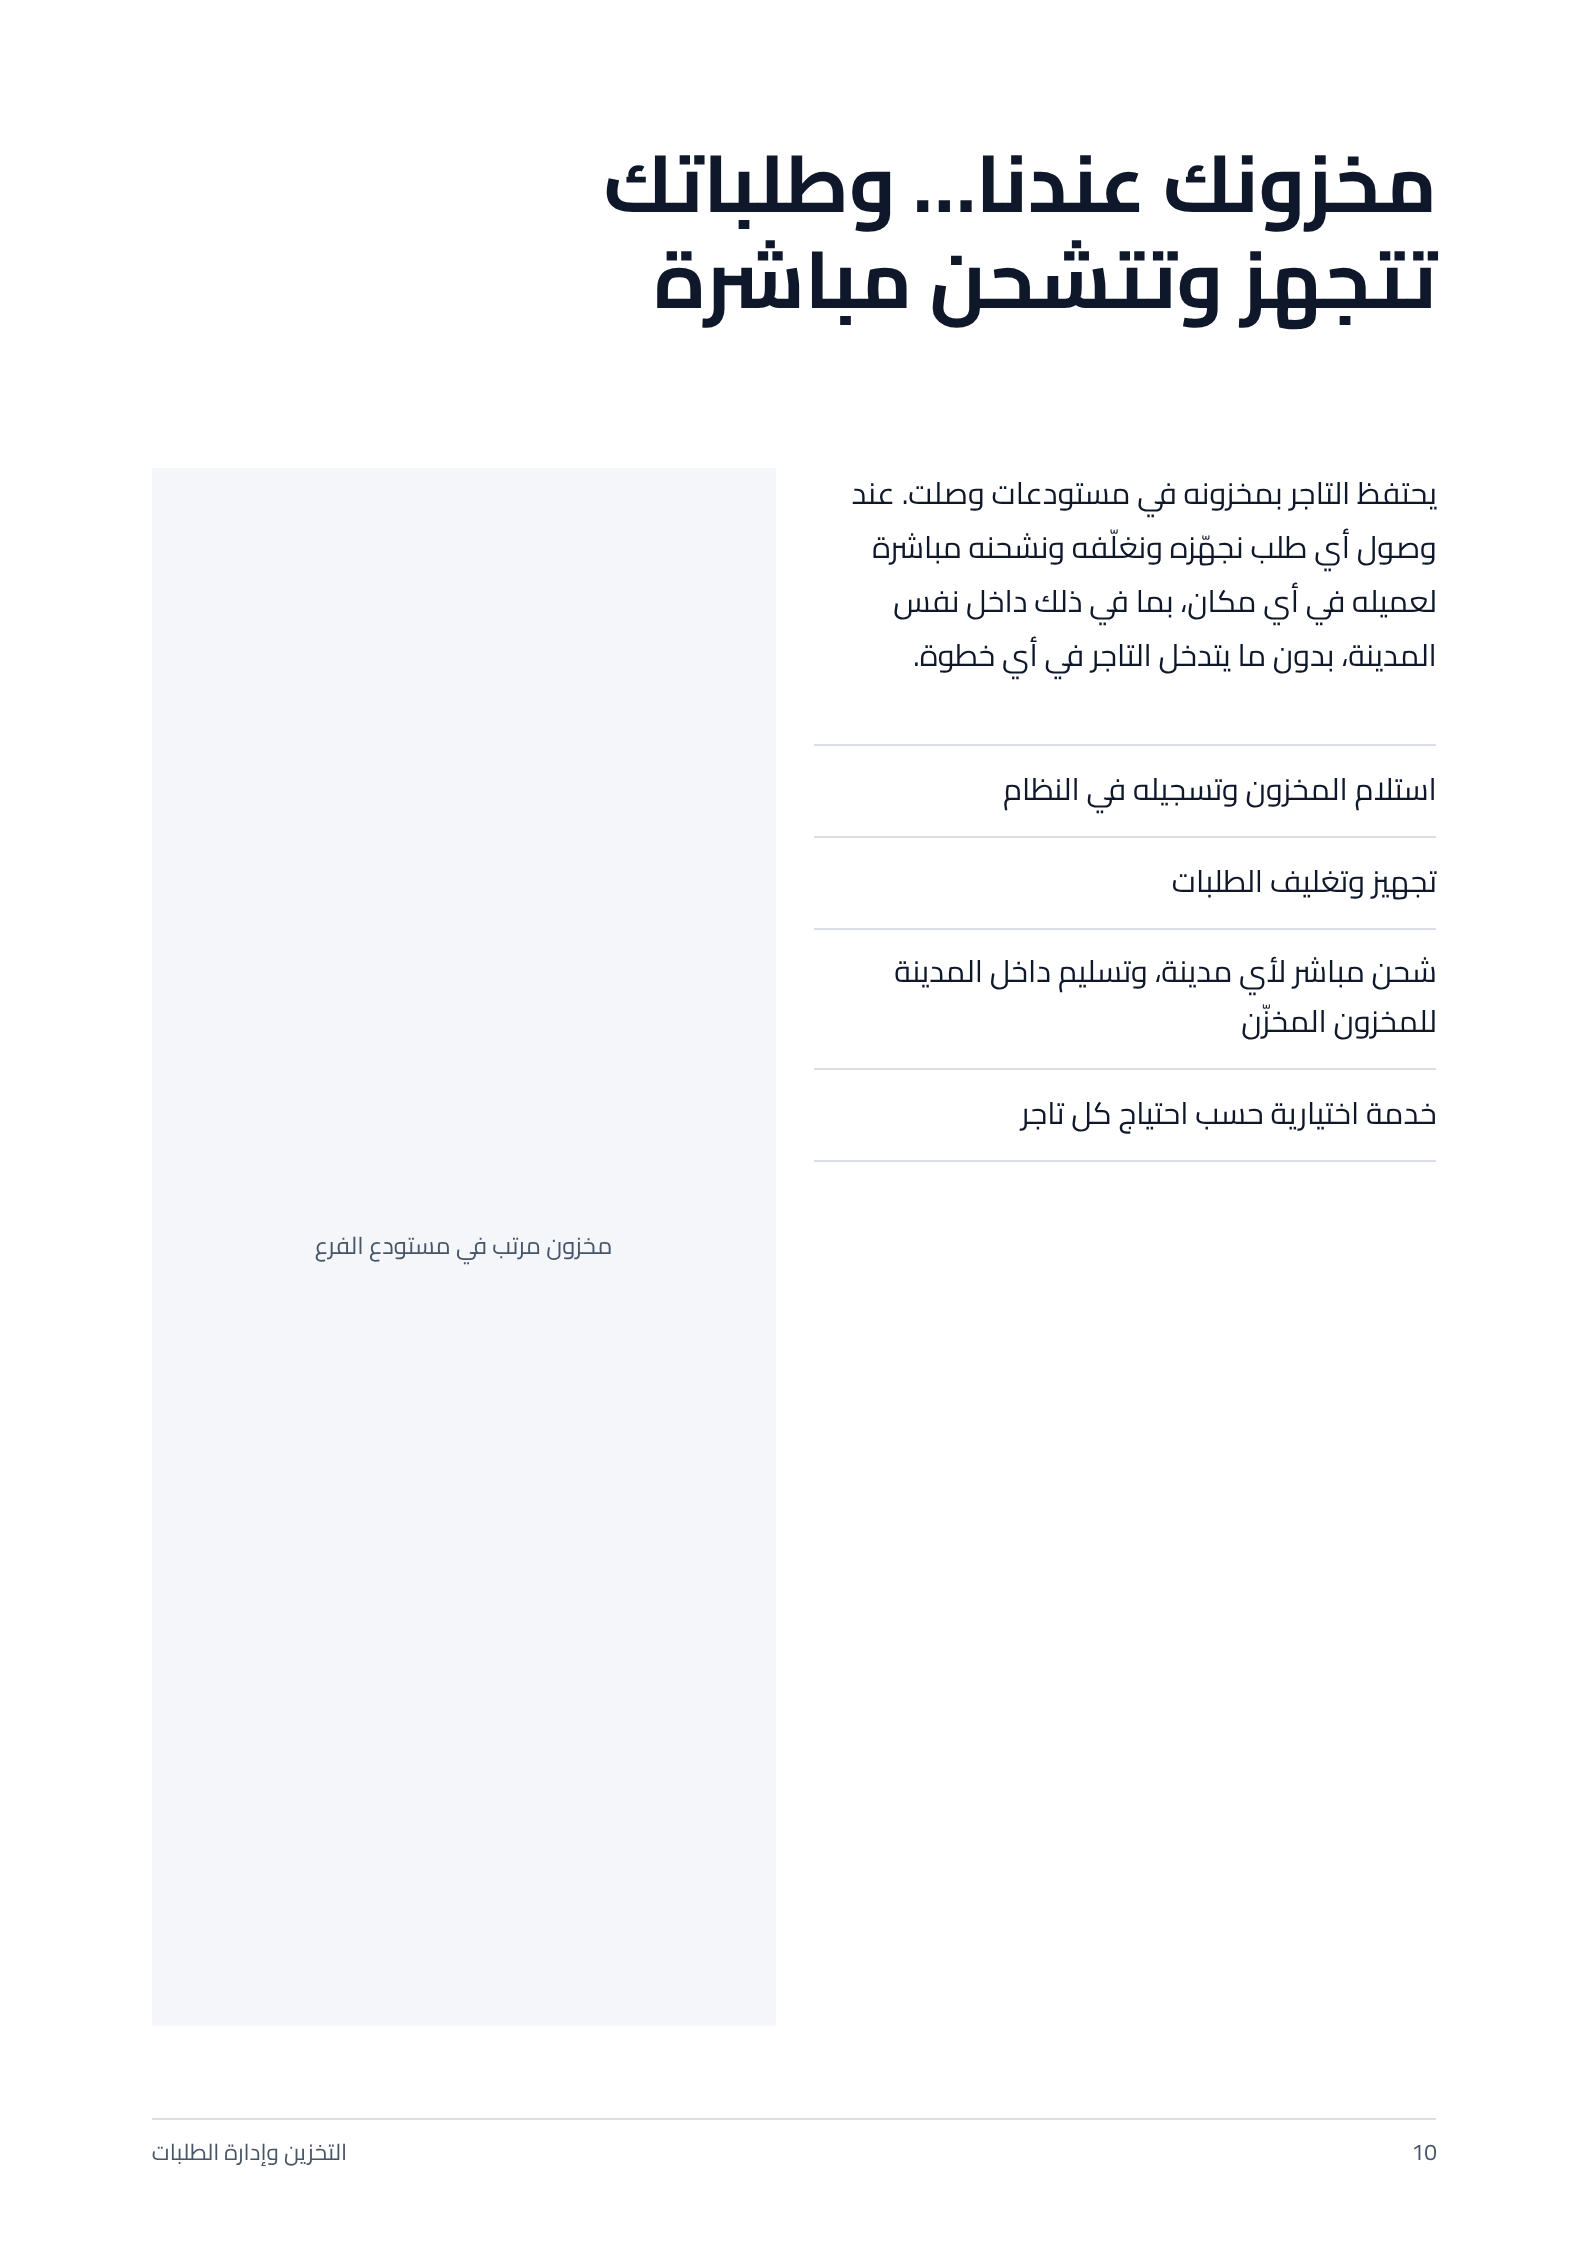 مخزونك عندنا... وطلباتك
تتجهز وتتشحن مباشرة
يحتفظ التاجر بمخزونه في مستودعات وصلت. عند
وصول أي طلب نجهّزه ونغلّفه ونشحنه مباشرة
لعميله في أي مكان، بما في ذلك داخل نفس
المدينة، بدون ما يتدخل التاجر في أي خطوة.
استلام المخزون وتسجيله في النظام
تجهيز وتغليف الطلبات
شحن مباشر لأي مدينة، وتسليم داخل المدينة
للمخزون المخزّن
خدمة اختيارية حسب احتياج كل تاجر
مخزون مرتب في مستودع الفرع
10
التخزين وإدارة الطلبات